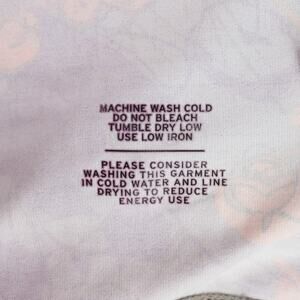 MACHINE WASH COLD
DO NOT BLEACH
TUMBLE DRY LOW
USE LOW IRON
PLEASE CONSIDER
WASHING THIS GARMENT
IN COLD WATER AND LINE
DRYING TO REDUCE
ENERGY USE